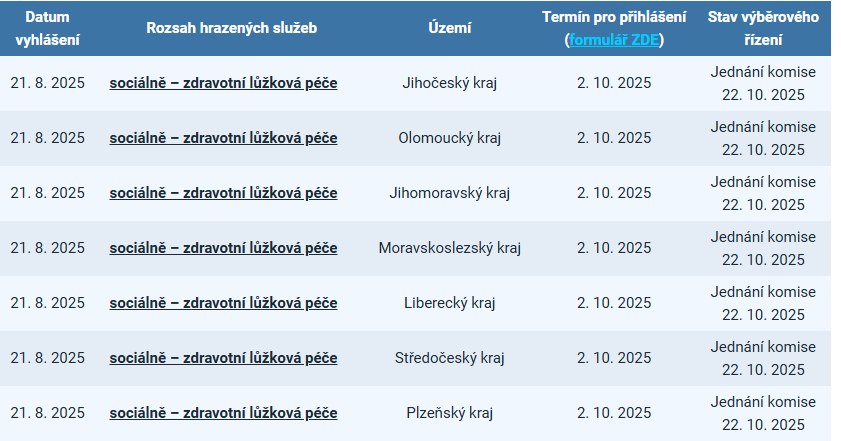 Datum vyhlášení
Rozsah hrazených služeb
Území
Termín pro přihlášení (formulář ZDE)
Stav výběrového řízení
21. 8. 2025 sociálně – zdravotní lůžková péče Jihočeský kraj 2. 10. 2025 Jednání komise 22. 10. 2025
21. 8. 2025 sociálně – zdravotní lůžková péče Olomoucký kraj 2. 10. 2025 Jednání komise 22. 10. 2025
21. 8. 2025 sociálně – zdravotní lůžková péče Jihomoravský kraj 2. 10. 2025 Jednání komise 22. 10. 2025
21. 8. 2025 sociálně – zdravotní lůžková péče Moravskoslezský kraj 2. 10. 2025 Jednání komise 22. 10. 2025
21. 8. 2025 sociálně – zdravotní lůžková péče Liberecký kraj 2. 10. 2025 Jednání komise 22. 10. 2025
21. 8. 2025 sociálně – zdravotní lůžková péče Středočeský kraj 2. 10. 2025 Jednání komise 22. 10. 2025
21. 8. 2025 sociálně – zdravotní lůžková péče Plzeňský kraj 2. 10. 2025 Jednání komise 22. 10. 2025